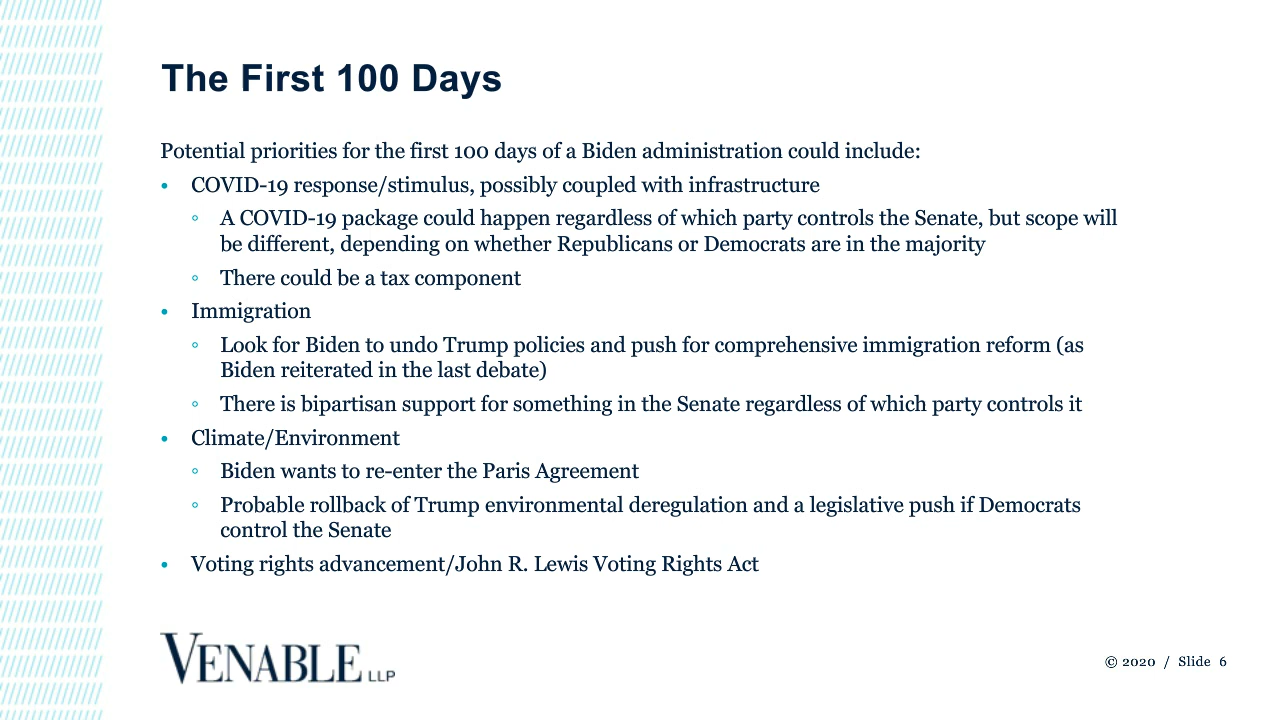 The First 100 Days
Potential priorities for the first 100 days of a Biden administration could include:
• COVID-19 response/stimulus, possibly coupled with infrastructure
◦ A COVID-19 package could happen regardless of which party controls the Senate, but scope will
be different, depending on whether Republicans or Democrats are in the majority
◦ There could be a tax component
• Immigration
◦ Look for Biden to undo Trump policies and push for comprehensive immigration reform (as
Biden reiterated in the last debate)
◦ There is bipartisan support for something in the Senate regardless of which party controls it
• Climate/Environment
◦ Biden wants to re-enter the Paris Agreement
◦ Probable rollback of Trump environmental deregulation and a legislative push if Democrats
control the Senate
• Voting rights advancement/John R. Lewis Voting Rights Act
VENABLE LLP
© 2020 / Slide 6